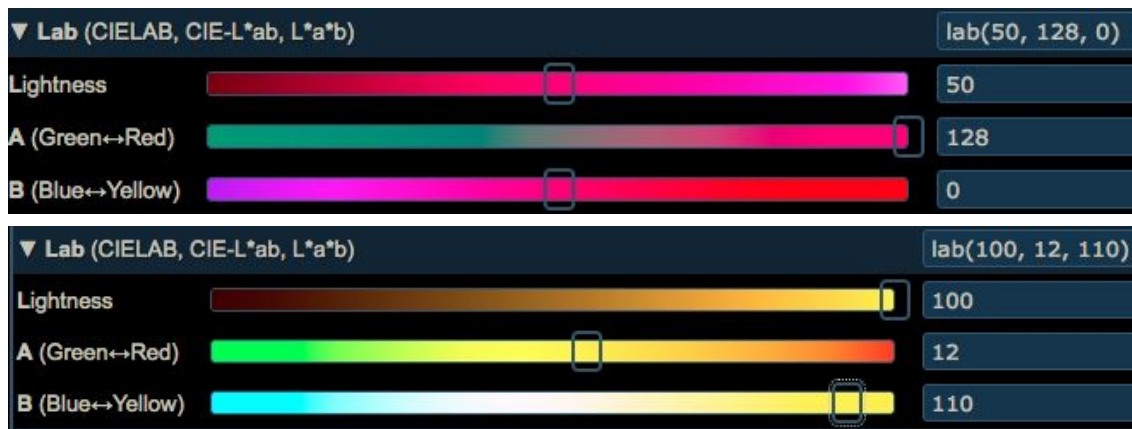 ▼ Lab (CIELAB, CIE-L*ab, L*a*b) lab(50, 128, 0)
Lightness 50
A (Green↔Red) 128
B (Blue↔Yellow) 0
▼ Lab (CIELAB, CIE-L*ab, L*a*b) lab(100, 12, 110)
Lightness 100
A (Green↔Red) 12
B (Blue↔Yellow) 110